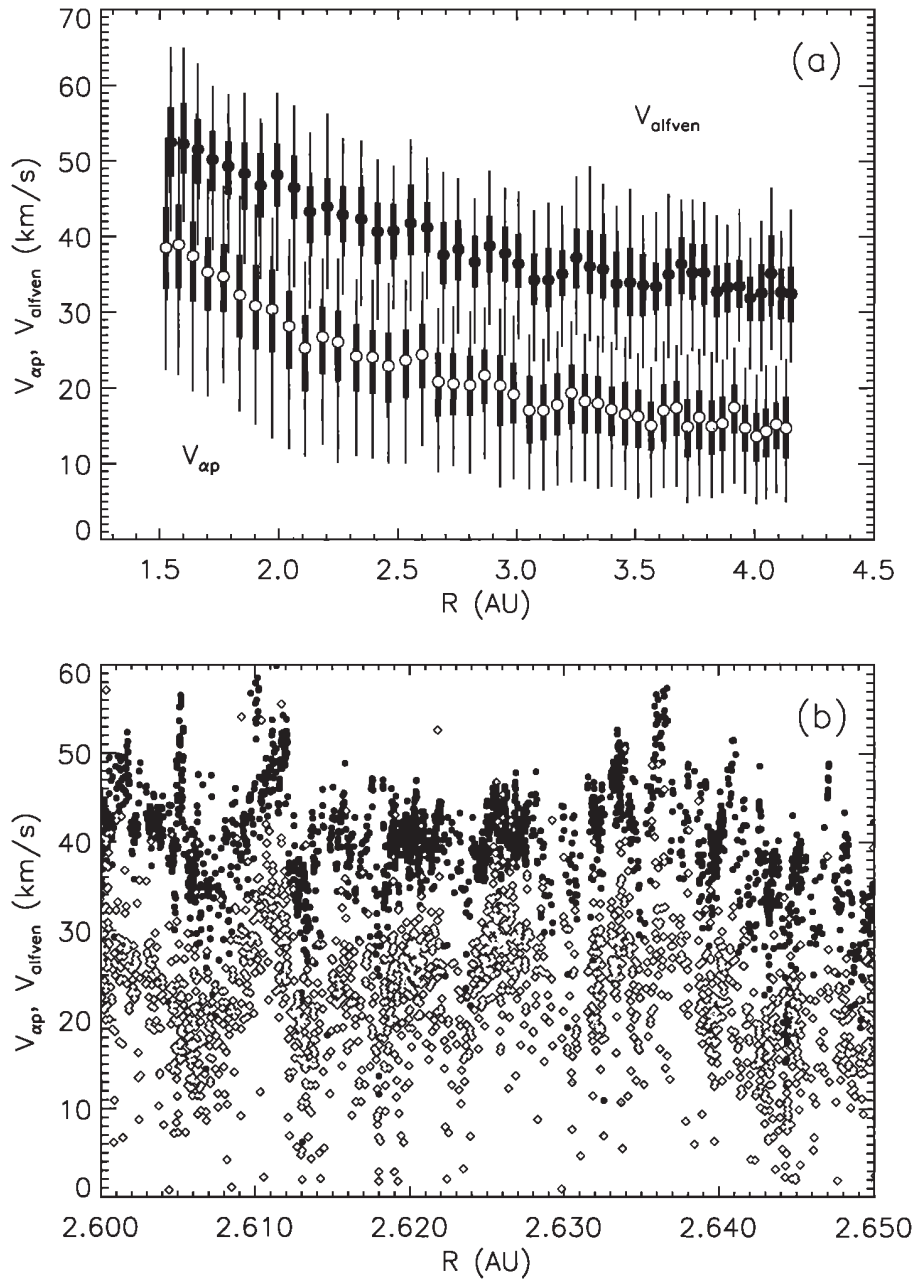 70
60
50
40
30
20
10
0
V_αp, V_alfven (km/s)
(a)
V_alfven
V_αp
1.5 2.0 2.5 3.0 3.5 4.0 4.5
R (AU)
60
50
40
30
20
10
0
V_αp, V_alfven (km/s)
(b)
2.600 2.610 2.620 2.630 2.640 2.650
R (AU)